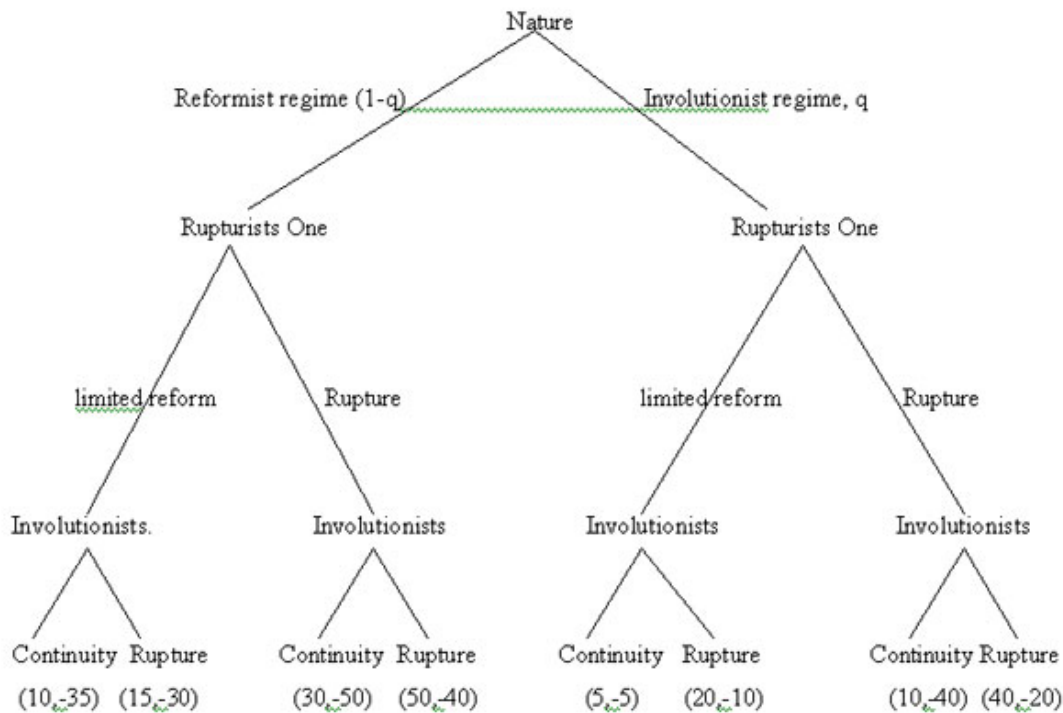 Nature
Reformist regime (1-q) Involutionist regime, q
Rupturists One Rupturists One
limited reform Rupture limited reform Rupture
Involutionists. Involutionists Involutionists Involutionists
Continuity Rupture Continuity Rupture Continuity Rupture Continuity Rupture
(10,-35) (15,-30) (30,-50) (50,-40) (5,-5) (20,-10) (10,-40) (40,-20)